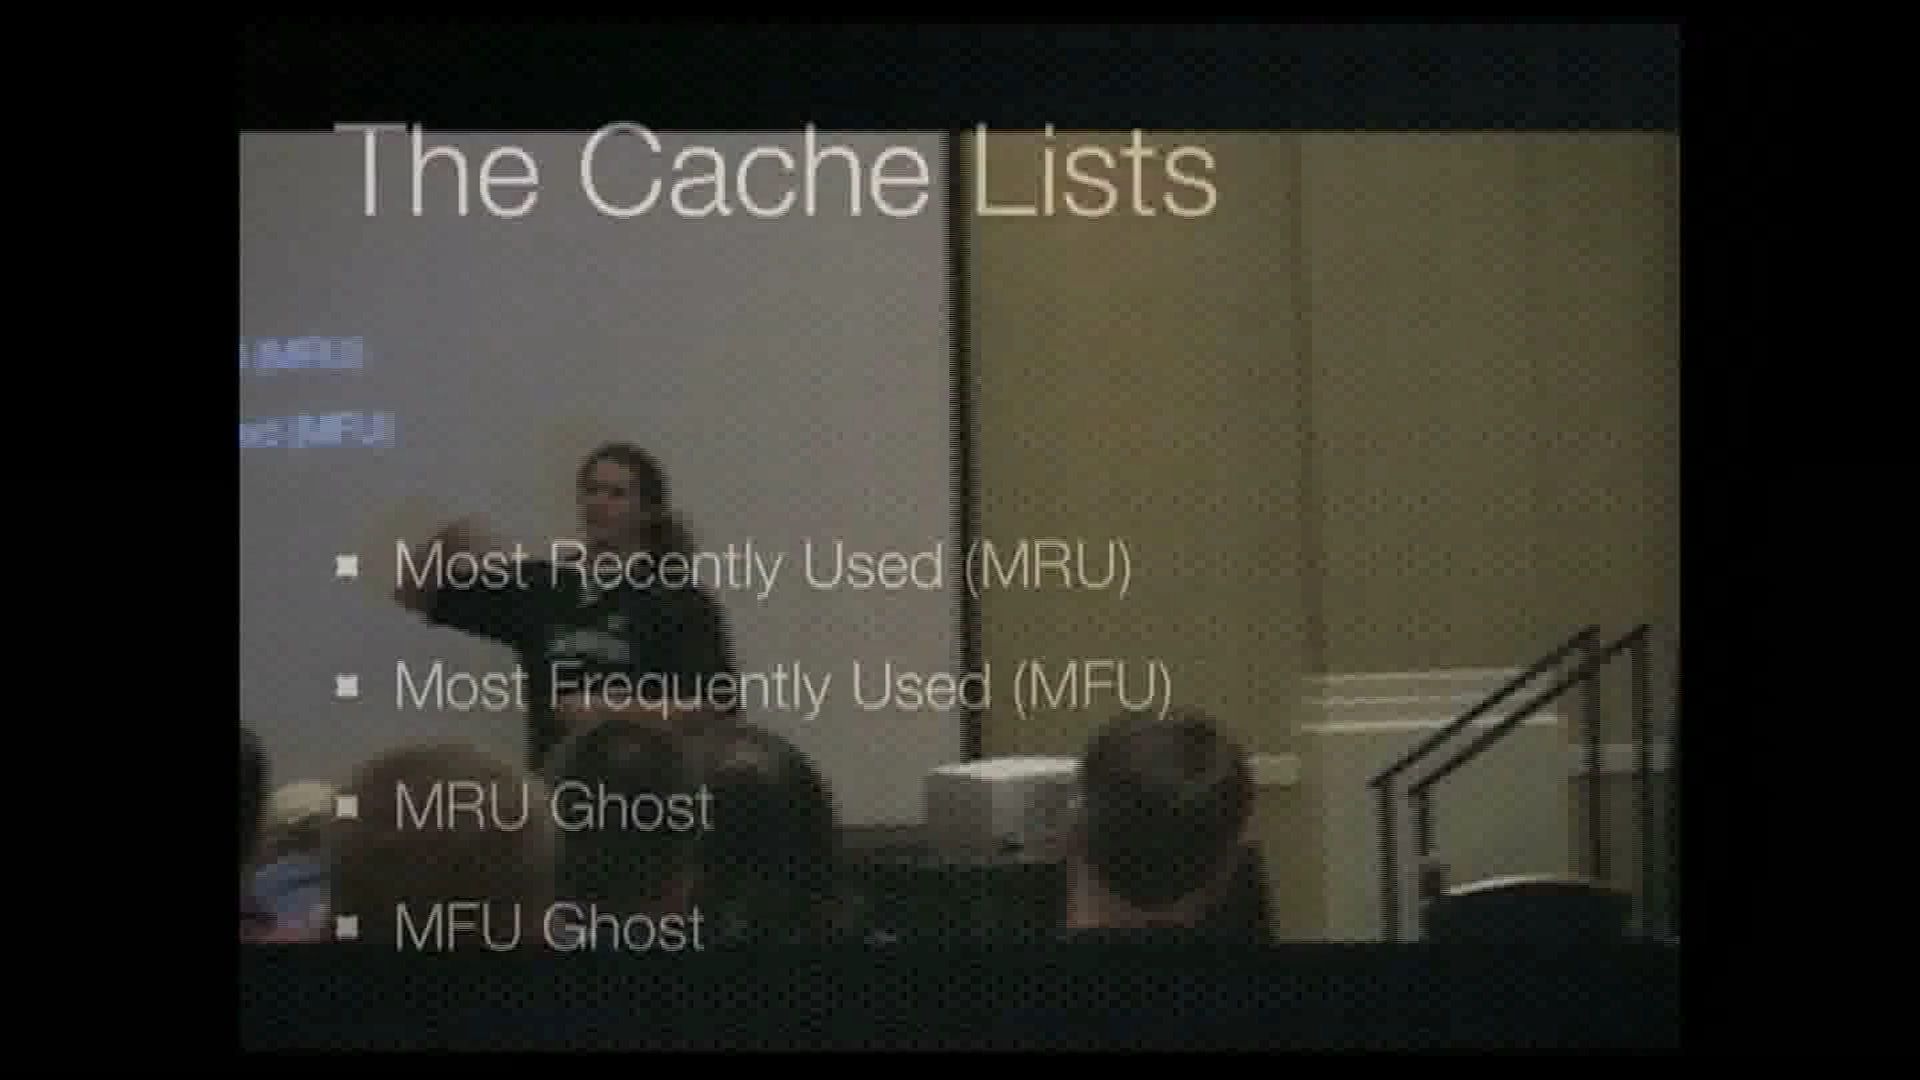 The Cache Lists
Most Recently Used (MRU)
Most Frequently Used (MFU)
MRU Ghost
MFU Ghost